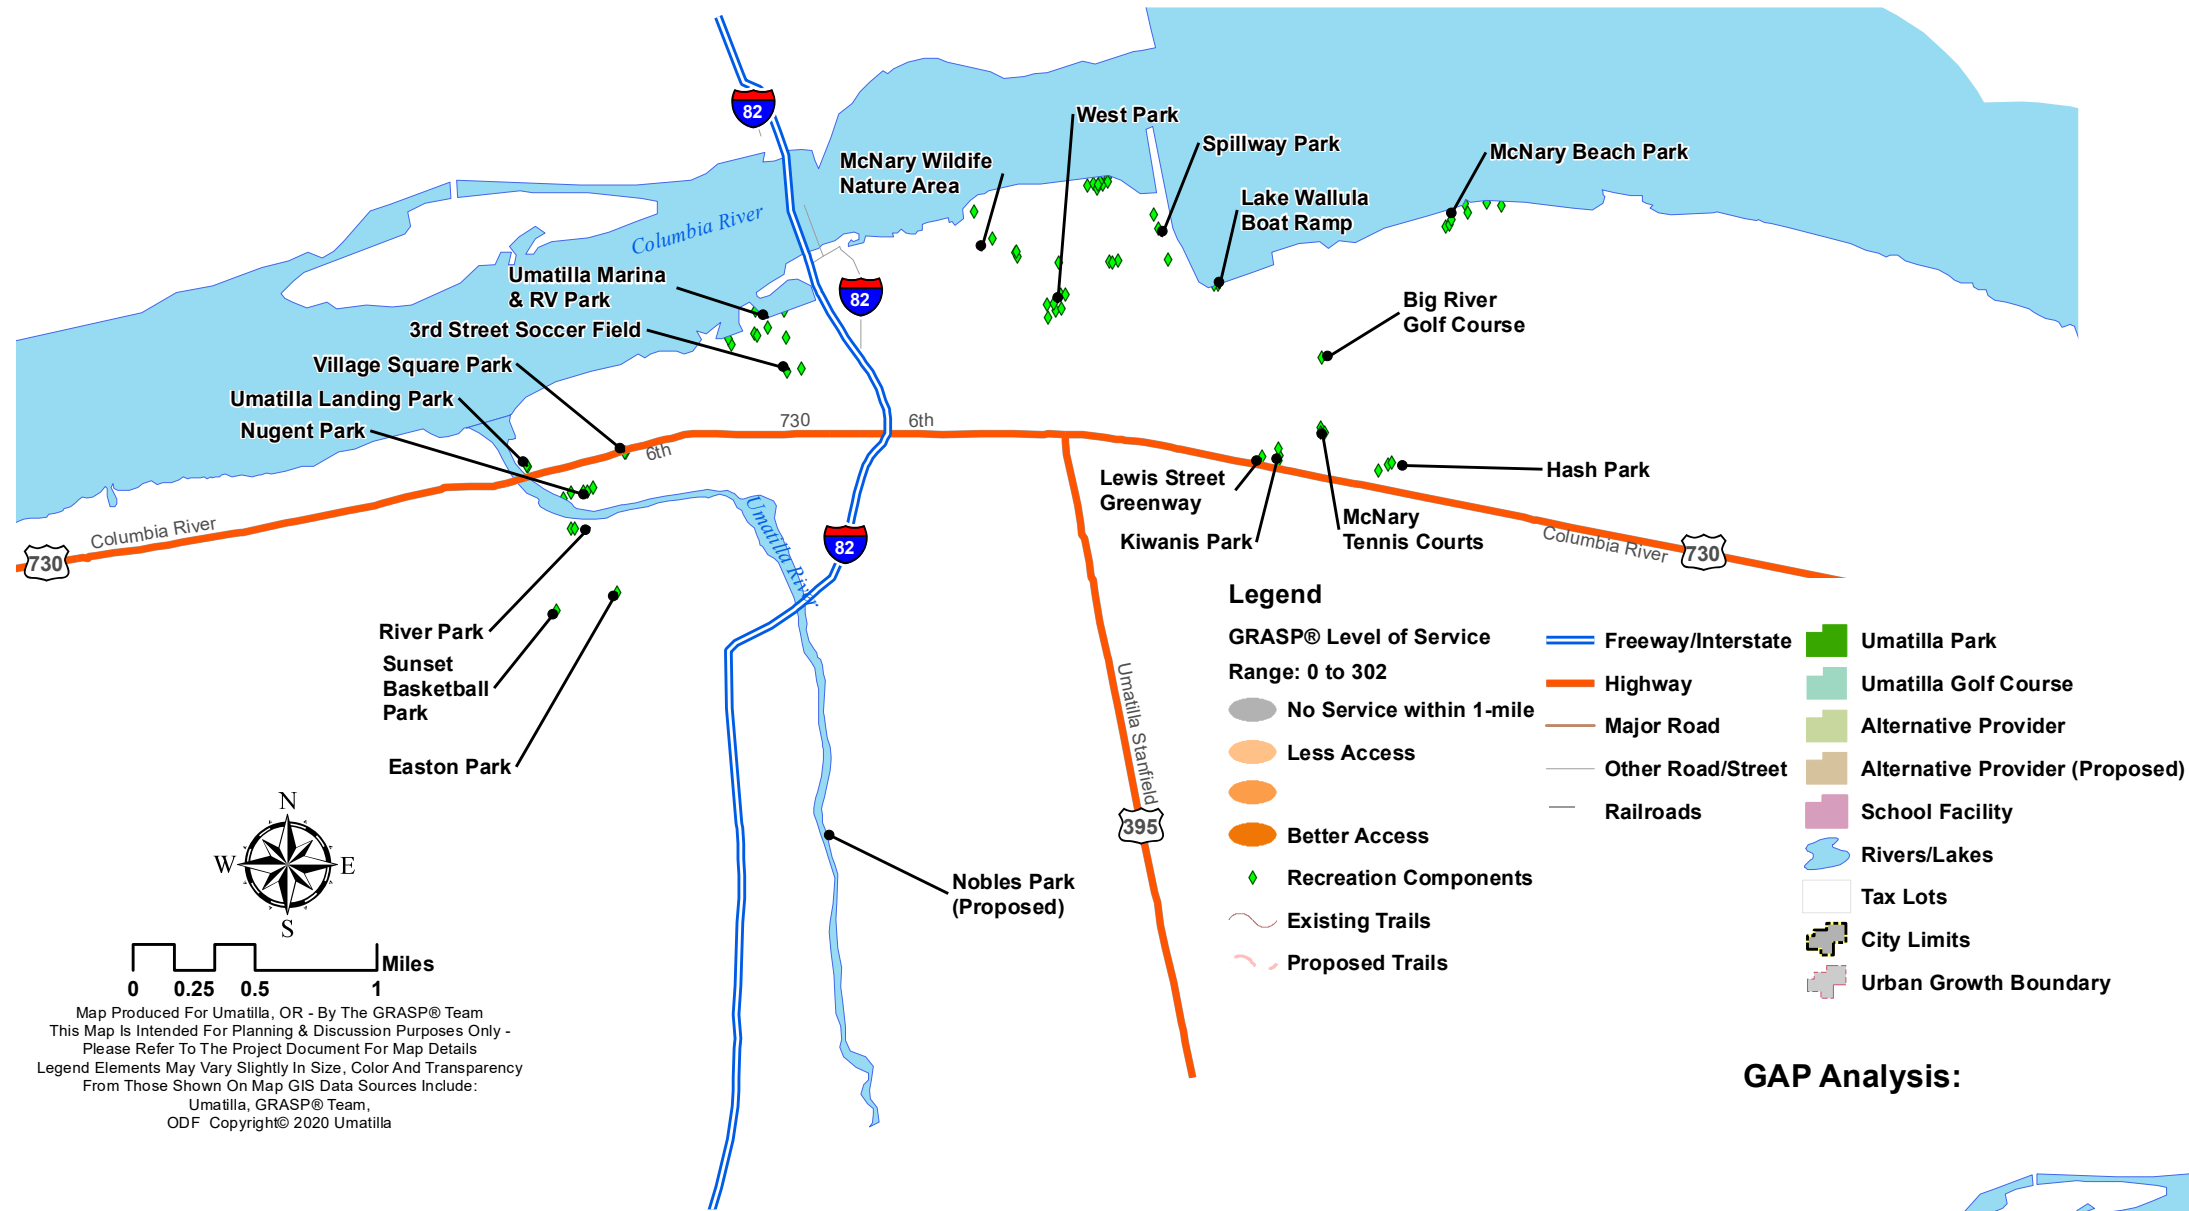 82
West Park
Spillway Park
McNary Wildife
Nature Area
McNary Beach Park
Lake Wallula
Boat Ramp
Columbia River
Umatilla Marina
& RV Park
82
Big River
Golf Course
3rd Street Soccer Field
Village Square Park
Umatilla Landing Park
Nugent Park
730
6th
6th
Lewis Street
Greenway
Hash Park
Kiwanis Park
McNary
Tennis Courts
Columbia River
730
Umatilla River
82
Columbia River
730
River Park
Sunset
Basketball
Park
Easton Park
Umatilla Stanfield
395
Nobles Park
(Proposed)
Legend
GRASP® Level of Service
Range: 0 to 302
No Service within 1-mile
Less Access
Better Access
Recreation Components
Existing Trails
Proposed Trails
Freeway/Interstate
Highway
Major Road
Other Road/Street
Railroads
Umatilla Park
Umatilla Golf Course
Alternative Provider
Alternative Provider (Proposed)
School Facility
Rivers/Lakes
Tax Lots
City Limits
Urban Growth Boundary
N
W
E
S
Miles
0 0.25 0.5 1
Map Produced For Umatilla, OR - By The GRASP® Team
This Map Is Intended For Planning & Discussion Purposes Only -
Please Refer To The Project Document For Map Details
Legend Elements May Vary Slightly In Size, Color And Transparency
From Those Shown On Map GIS Data Sources Include:
Umatilla, GRASP® Team,
ODF Copyright© 2020 Umatilla
GAP Analysis: